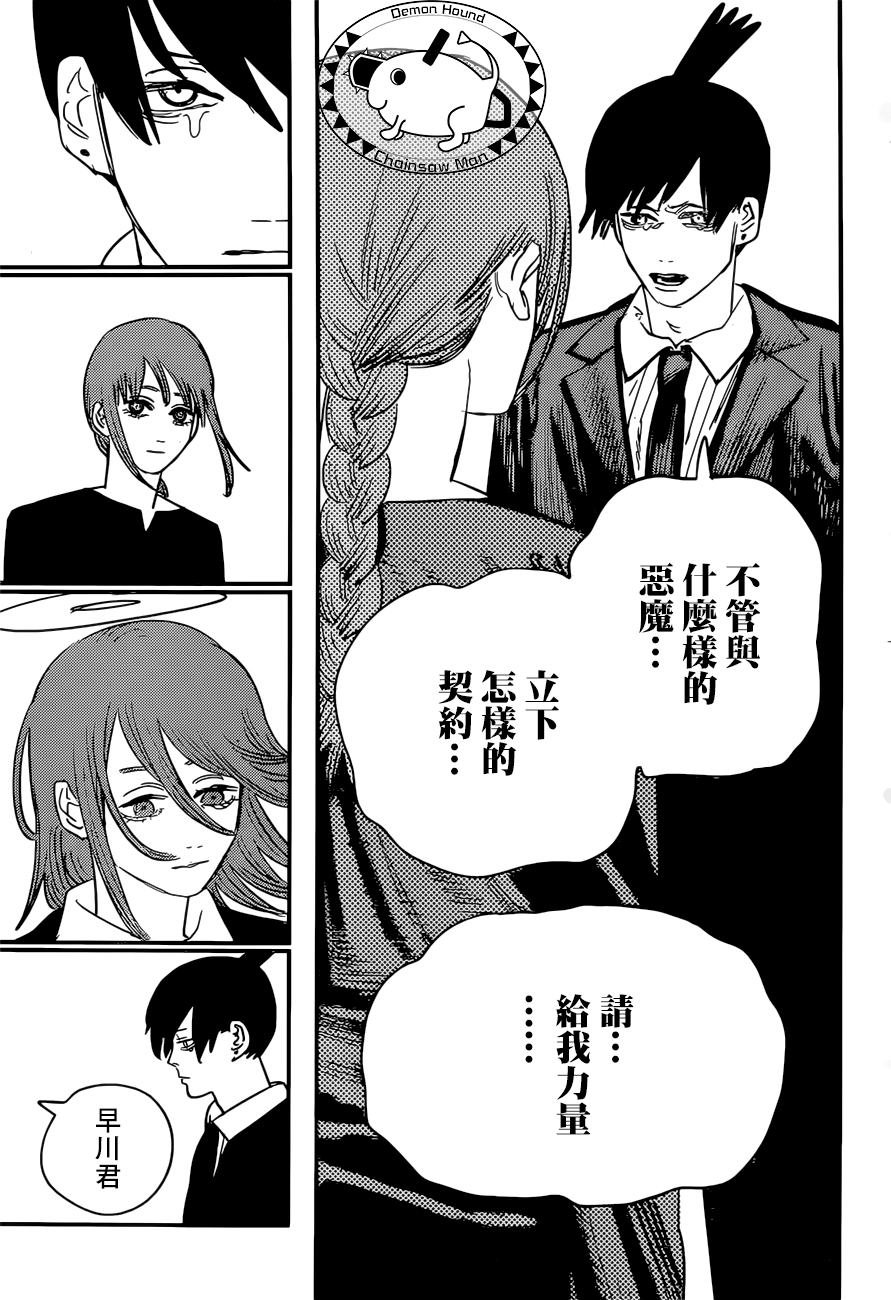 Demon Hound
Chainsaw Man
不管與
什麼樣的
惡魔…
立下
怎樣的
契約…
請…
給我力量
……
早川君